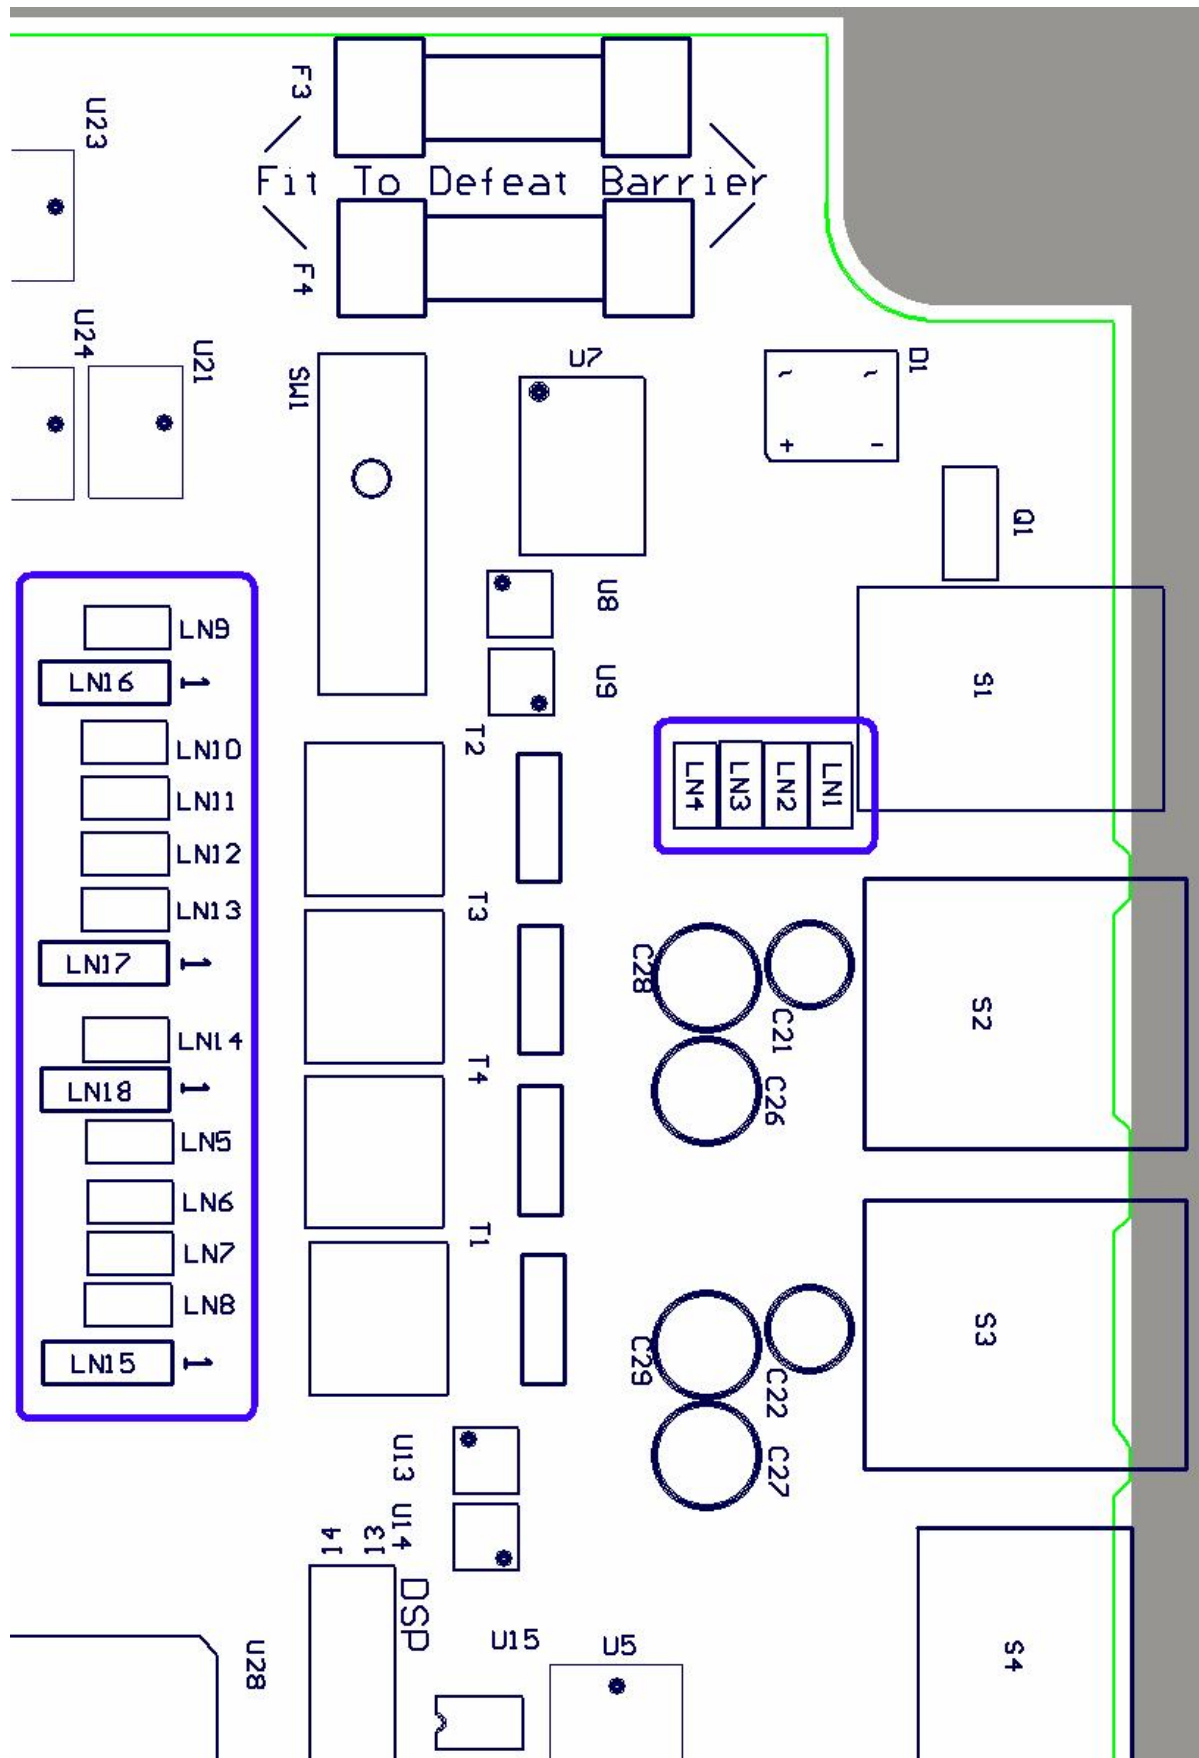 F3
U23
Fit To Defeat Barrier
F4
U24
U21
SW1
U7
D1
~ ~
+ -
Q1
U8
LN9
LN16 1
U9
S1
LN10
T2
LN4 LN3 LN2 LN1
LN11
LN12
LN13
T3
LN17 1
C28
S2
C21
LN14
T4
LN18 1
C26
LN5
LN6
T1
LN7
LN8
S3
LN15 1
C29
C22
U13
C27
14 13
U14
DSP
U15
U5
U28
S4